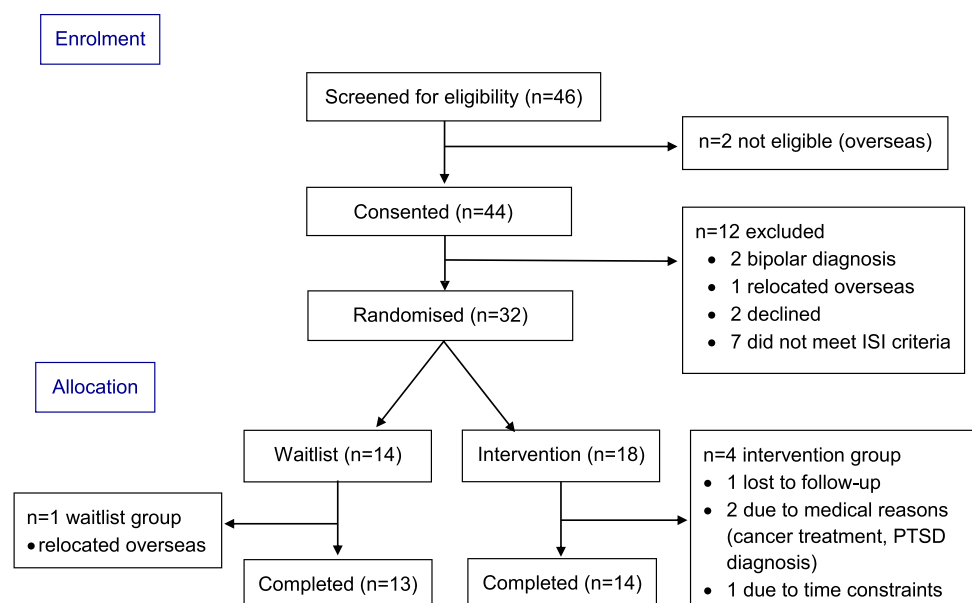 Enrolment
Screened for eligibility (n=46)
n=2 not eligible (overseas)
Consented (n=44)
n=12 excluded
• 2 bipolar diagnosis
• 1 relocated overseas
• 2 declined
• 7 did not meet ISI criteria
Randomised (n=32)
Allocation
Waitlist (n=14)
Intervention (n=18)
n=4 intervention group
• 1 lost to follow-up
• 2 due to medical reasons
(cancer treatment, PTSD
diagnosis)
• 1 due to time constraints
n=1 waitlist group
• relocated overseas
Completed (n=13)
Completed (n=14)